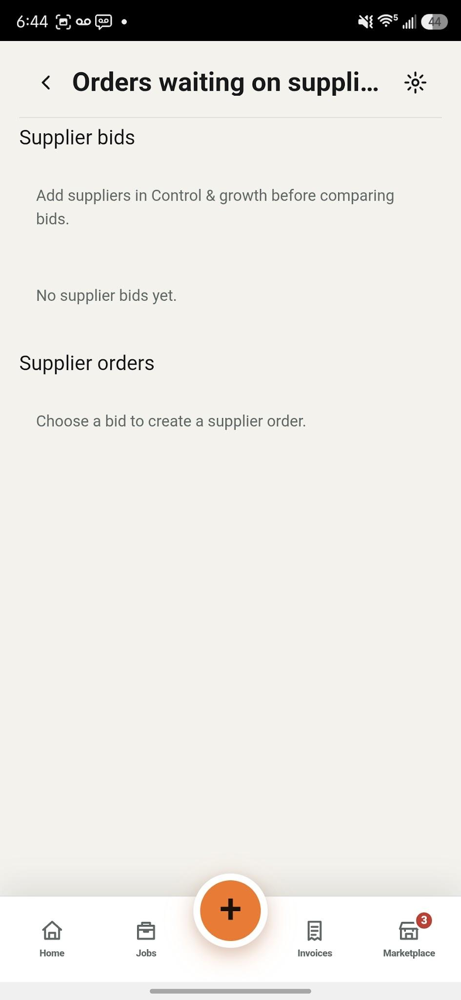 6:44
5
44
Orders waiting on suppli...
Supplier bids
Add suppliers in Control & growth before comparing
bids.
No supplier bids yet.
Supplier orders
Choose a bid to create a supplier order.
3
Home
Jobs
Invoices
Marketplace